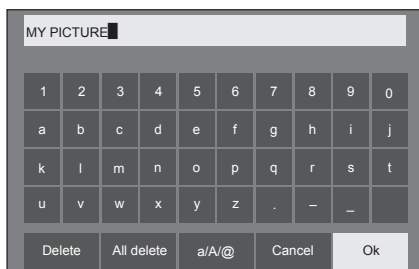 MY PICTURE
1 2 3 4 5 6 7 8 9 0
a b c d e f g h i j
k l m n o p q r s t
u v w x y z . – _
Delete All delete a/A/@ Cancel Ok